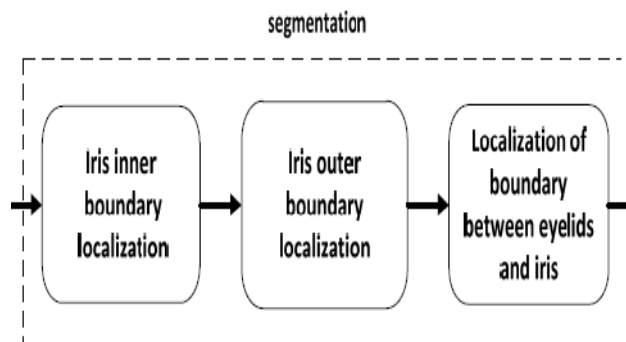 segmentation
Iris inner
boundary
localization
Iris outer
boundary
localization
Localization of
boundary
between eyelids
and iris